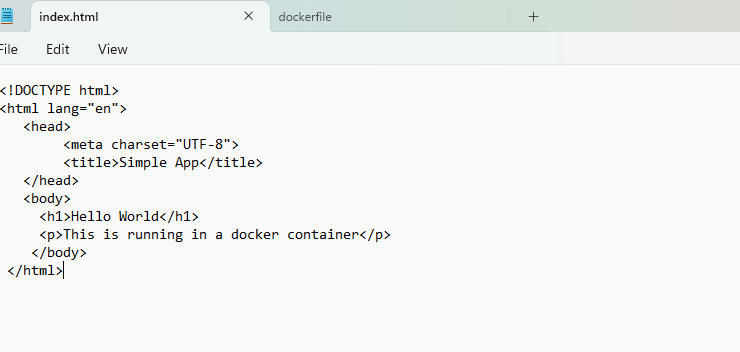 index.html
dockerfile
File Edit View
<!DOCTYPE html>
<html lang="en">
<head>
<meta charset="UTF-8">
<title>Simple App</title>
</head>
<body>
<h1>Hello World</h1>
<p>This is running in a docker container</p>
</body>
</html>